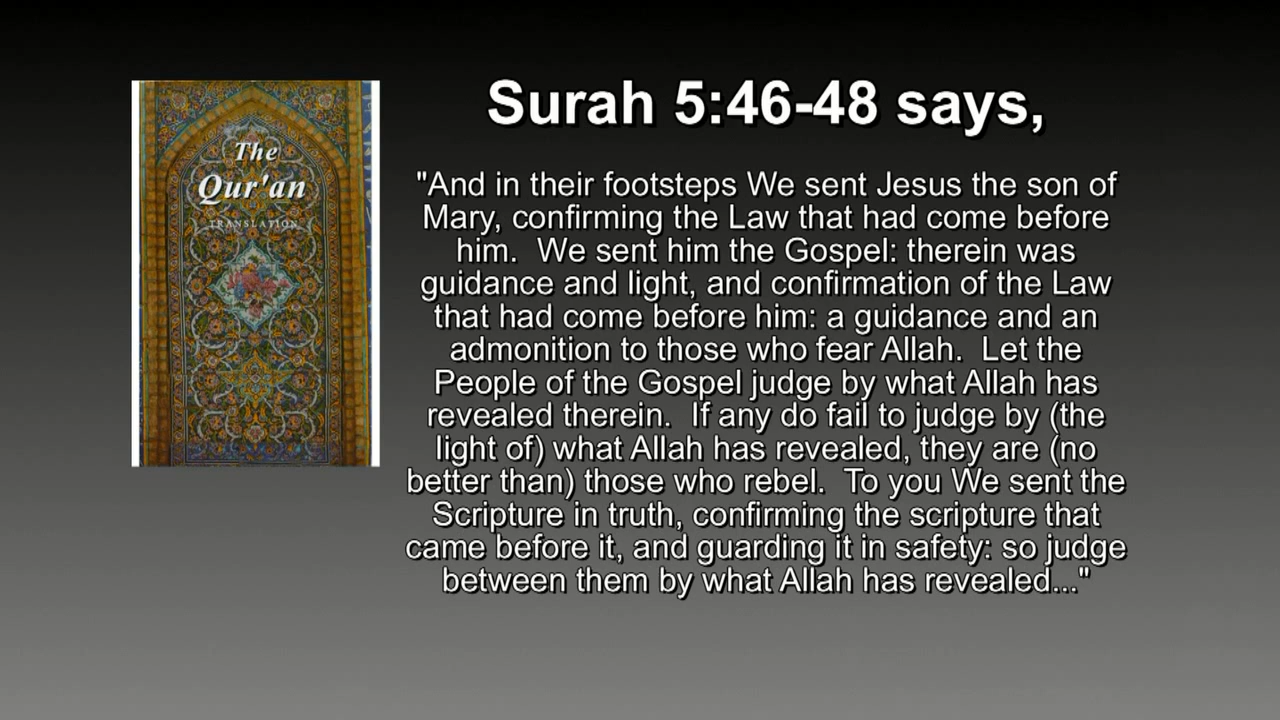 The
Qur'an
TRANSLATION
Surah 5:46-48 says,
"And in their footsteps We sent Jesus the son of
Mary, confirming the Law that had come before
him.  We sent him the Gospel: therein was
guidance and light, and confirmation of the Law
that had come before him: a guidance and an
admonition to those who fear Allah.  Let the
People of the Gospel judge by what Allah has
revealed therein.  If any do fail to judge by (the
light of) what Allah has revealed, they are (no
better than) those who rebel.  To you We sent the
Scripture in truth, confirming the scripture that
came before it, and guarding it in safety: so judge
between them by what Allah has revealed..."